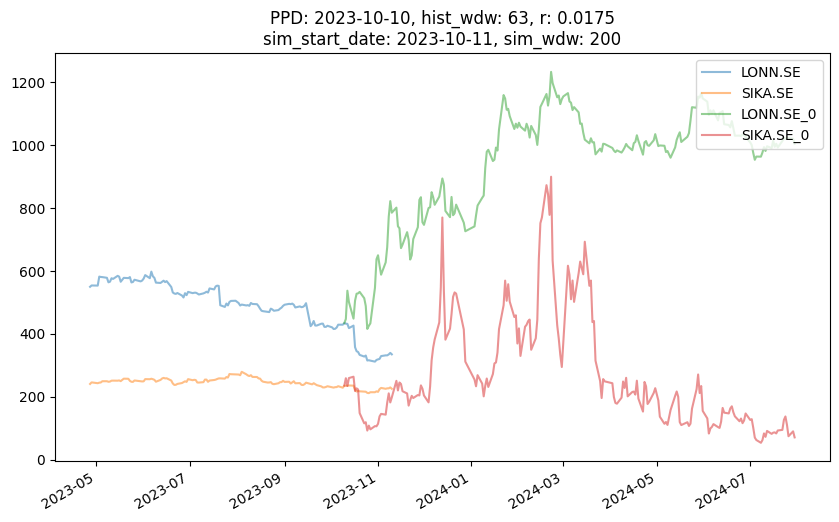 PPD: 2023-10-10, hist_wdw: 63, r: 0.0175
sim_start_date: 2023-10-11, sim_wdw: 200
LONN.SE
SIKA.SE
LONN.SE_0
SIKA.SE_0
1200
1000
800
600
400
200
0
2023-05
2023-07
2023-09
2023-11
2024-01
2024-03
2024-05
2024-07